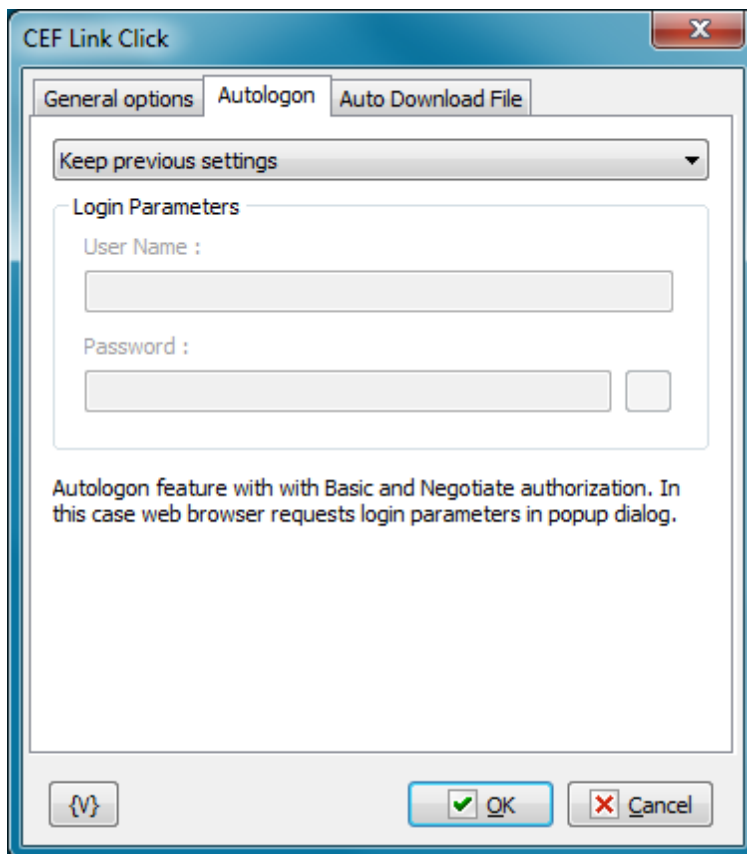 CEF Link Click
General options Autologon Auto Download File
Keep previous settings
Login Parameters
User Name :
Password :
Autologon feature with with Basic and Negotiate authorization. In
this case web browser requests login parameters in popup dialog.
{V} OK Cancel